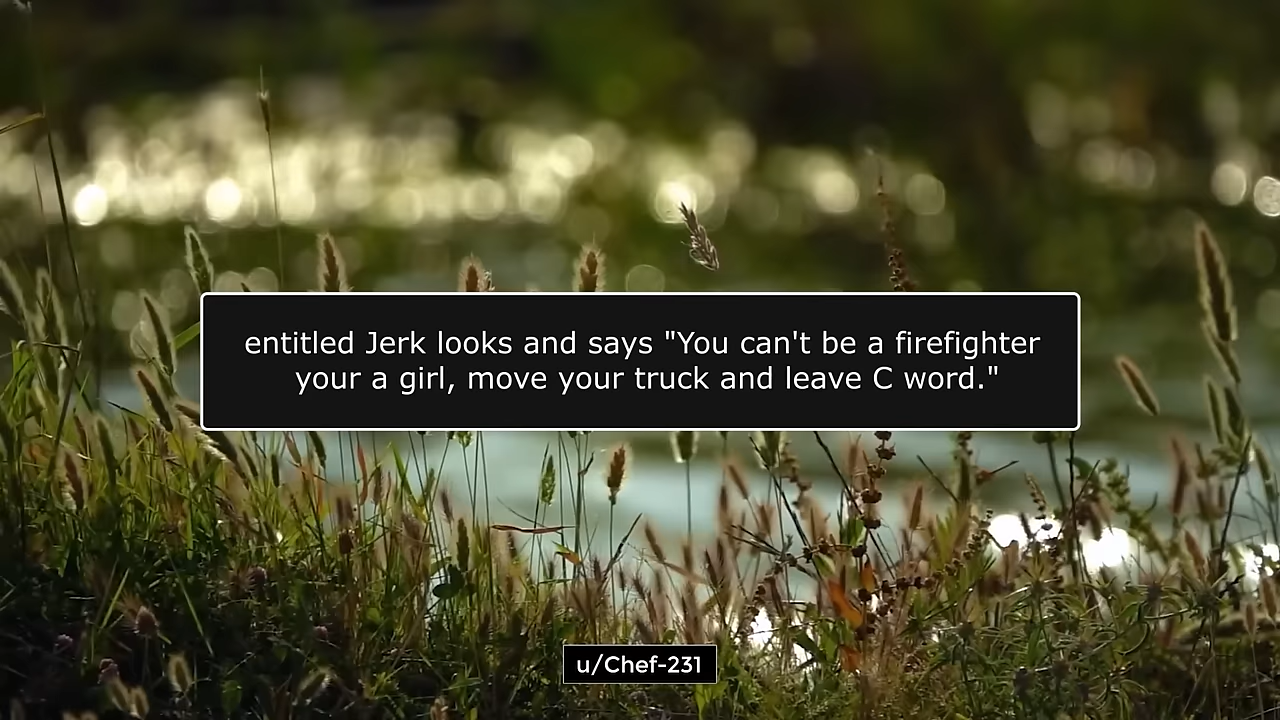 entitled Jerk looks and says "You can't be a firefighter
your a girl, move your truck and leave C word."
u/Chef-231